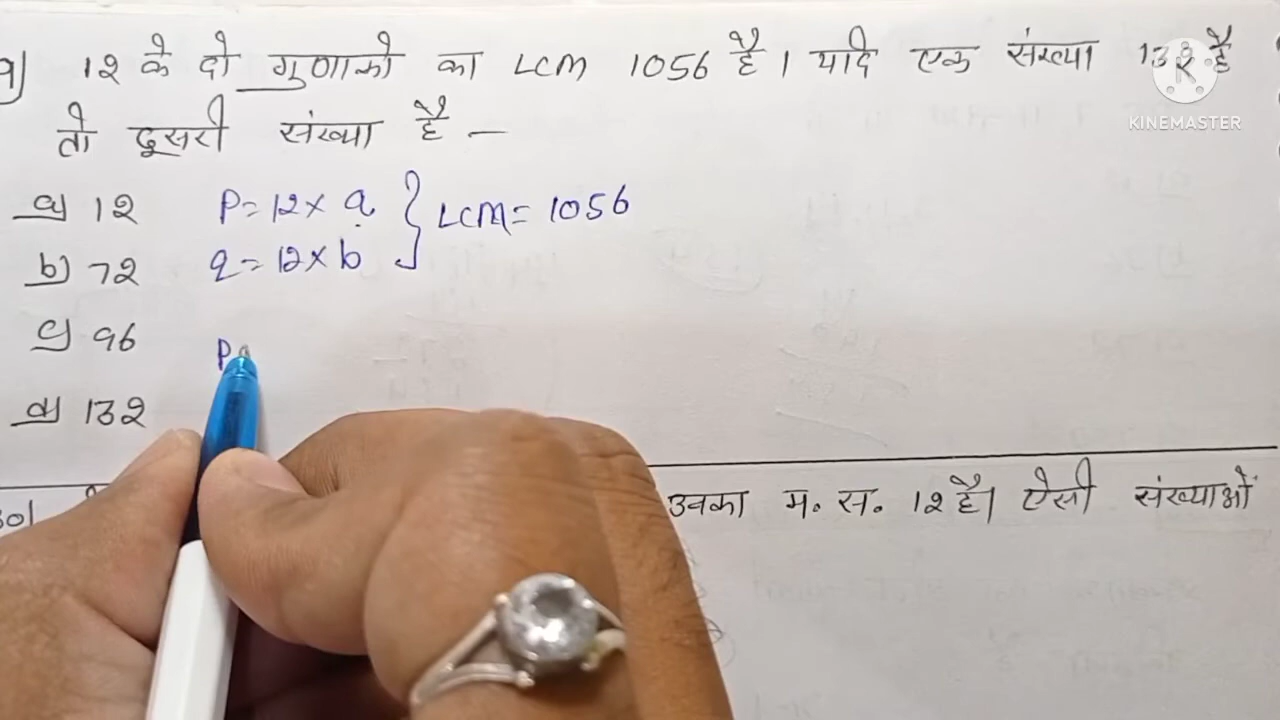 9) 12 के दो गुणाको का LCM 1056 है। यदि एक संख्या 132 है
तो दूसरी संख्या है —
a) 12
b) 72
c) 96
d) 132
P = 12 × a
q = 12 × b
} LCM = 1056
P
उनका म. स. 12 है। ऐसी संख्याओं
KINEMASTER